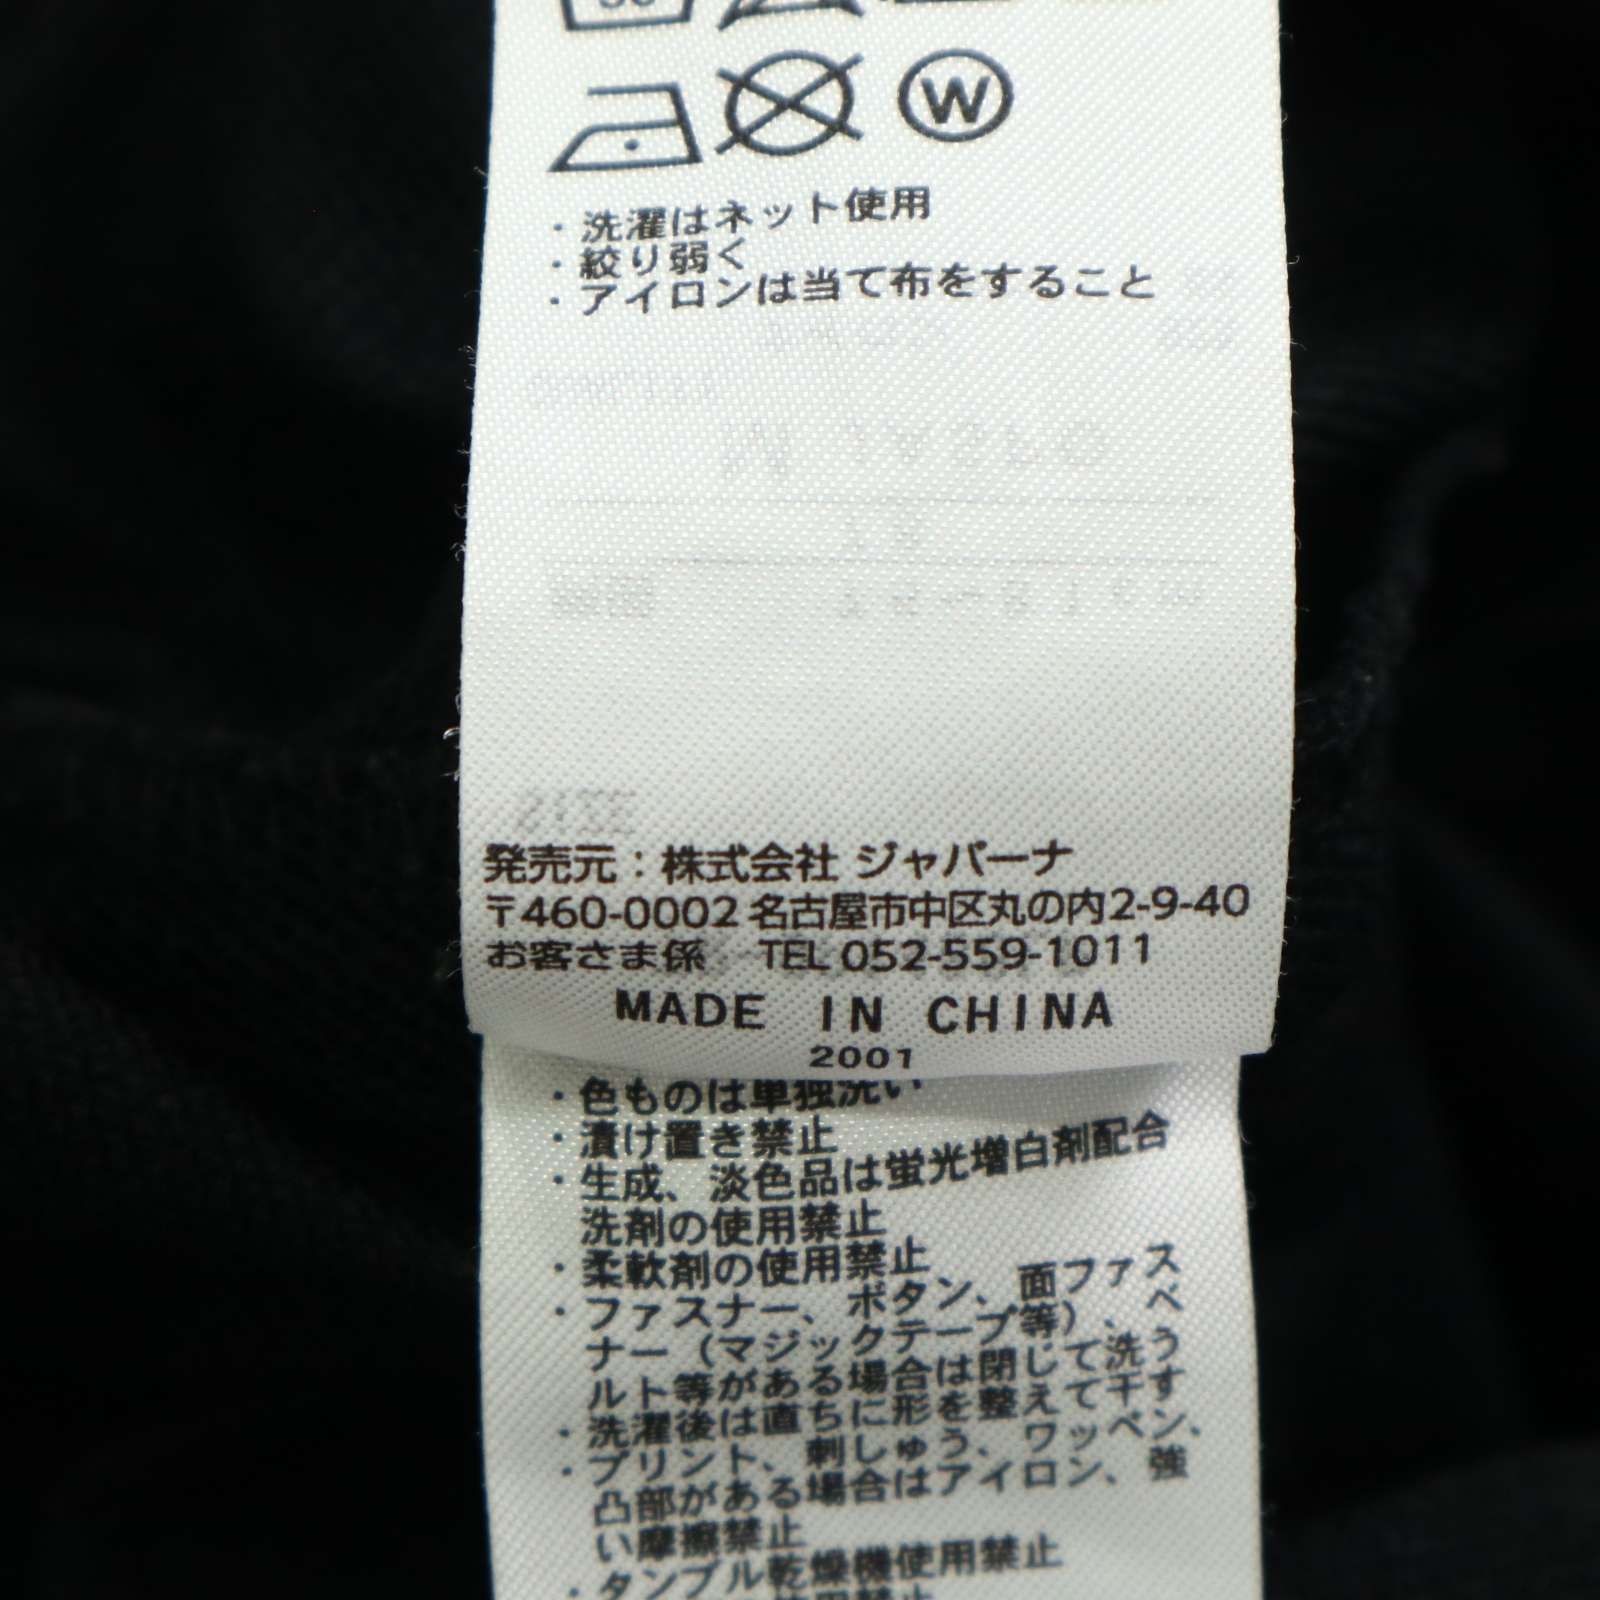 W
・洗濯はネット使用
・絞り弱く
・アイロンは当て布をすること
発売元：株式会社 ジャパーナ
〒460-0002 名古屋市中区丸の内2-9-40
お客さま係 TEL 052-559-1011
MADE IN CHINA
2001
・色ものは単独洗い
・漬け置き禁止
・生成、淡色品は蛍光増白剤配合
洗剤の使用禁止
・柔軟剤の使用禁止
・ファスナー、ボタン、面ファス
ナー（マジックテープ等）、ベ
ルト等がある場合は閉じて洗う
・洗濯後は直ちに形を整えて干す
・プリント、刺しゅう、ワッペン、
凸部がある場合はアイロン、強
い摩擦禁止
・タンブル乾燥機使用禁止